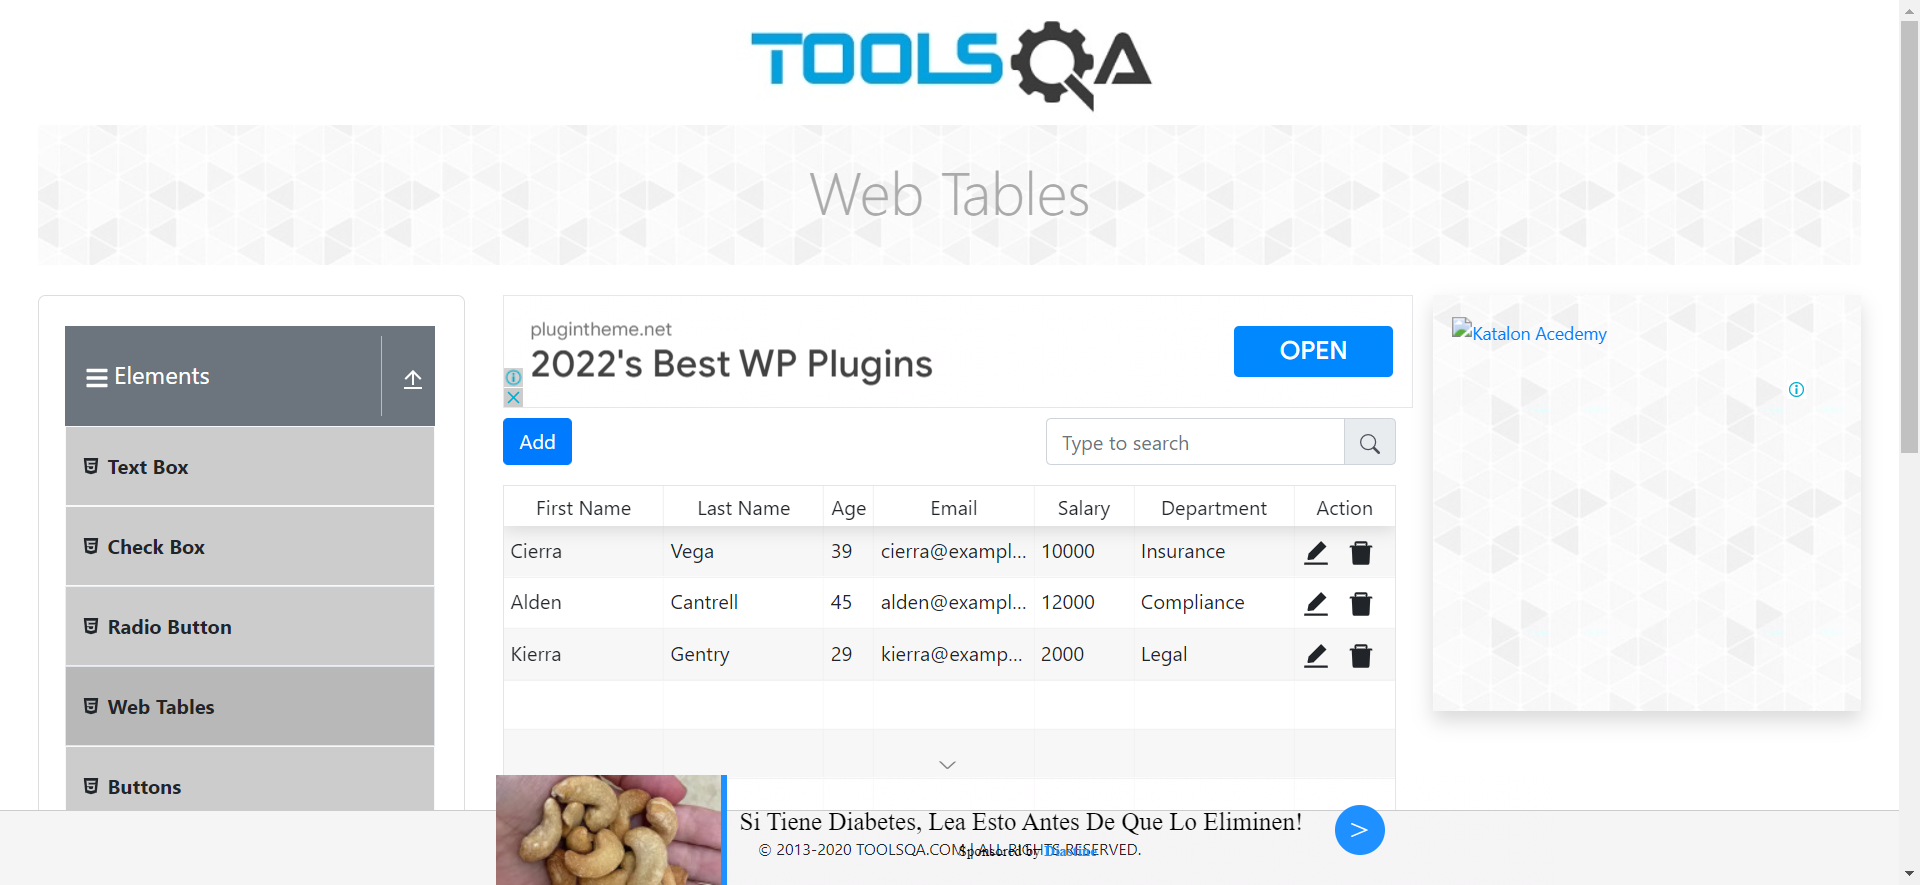 TOOLSQA
Web Tables
Elements
Text Box
Check Box
Radio Button
Web Tables
Buttons
plugintheme.net
2022's Best WP Plugins
OPEN
Add
Type to search
First Name Last Name Age Email Salary Department Action
Cierra Vega 39 cierra@exampl... 10000 Insurance
Alden Cantrell 45 alden@exampl... 12000 Compliance
Kierra Gentry 29 kierra@examp... 2000 Legal
Katalon Acedemy
Si Tiene Diabetes, Lea Esto Antes De Que Lo Eliminen!
>
© 2013-2020 TOOLSQA.COM | ALL RIGHTS RESERVED.
Sponsored by